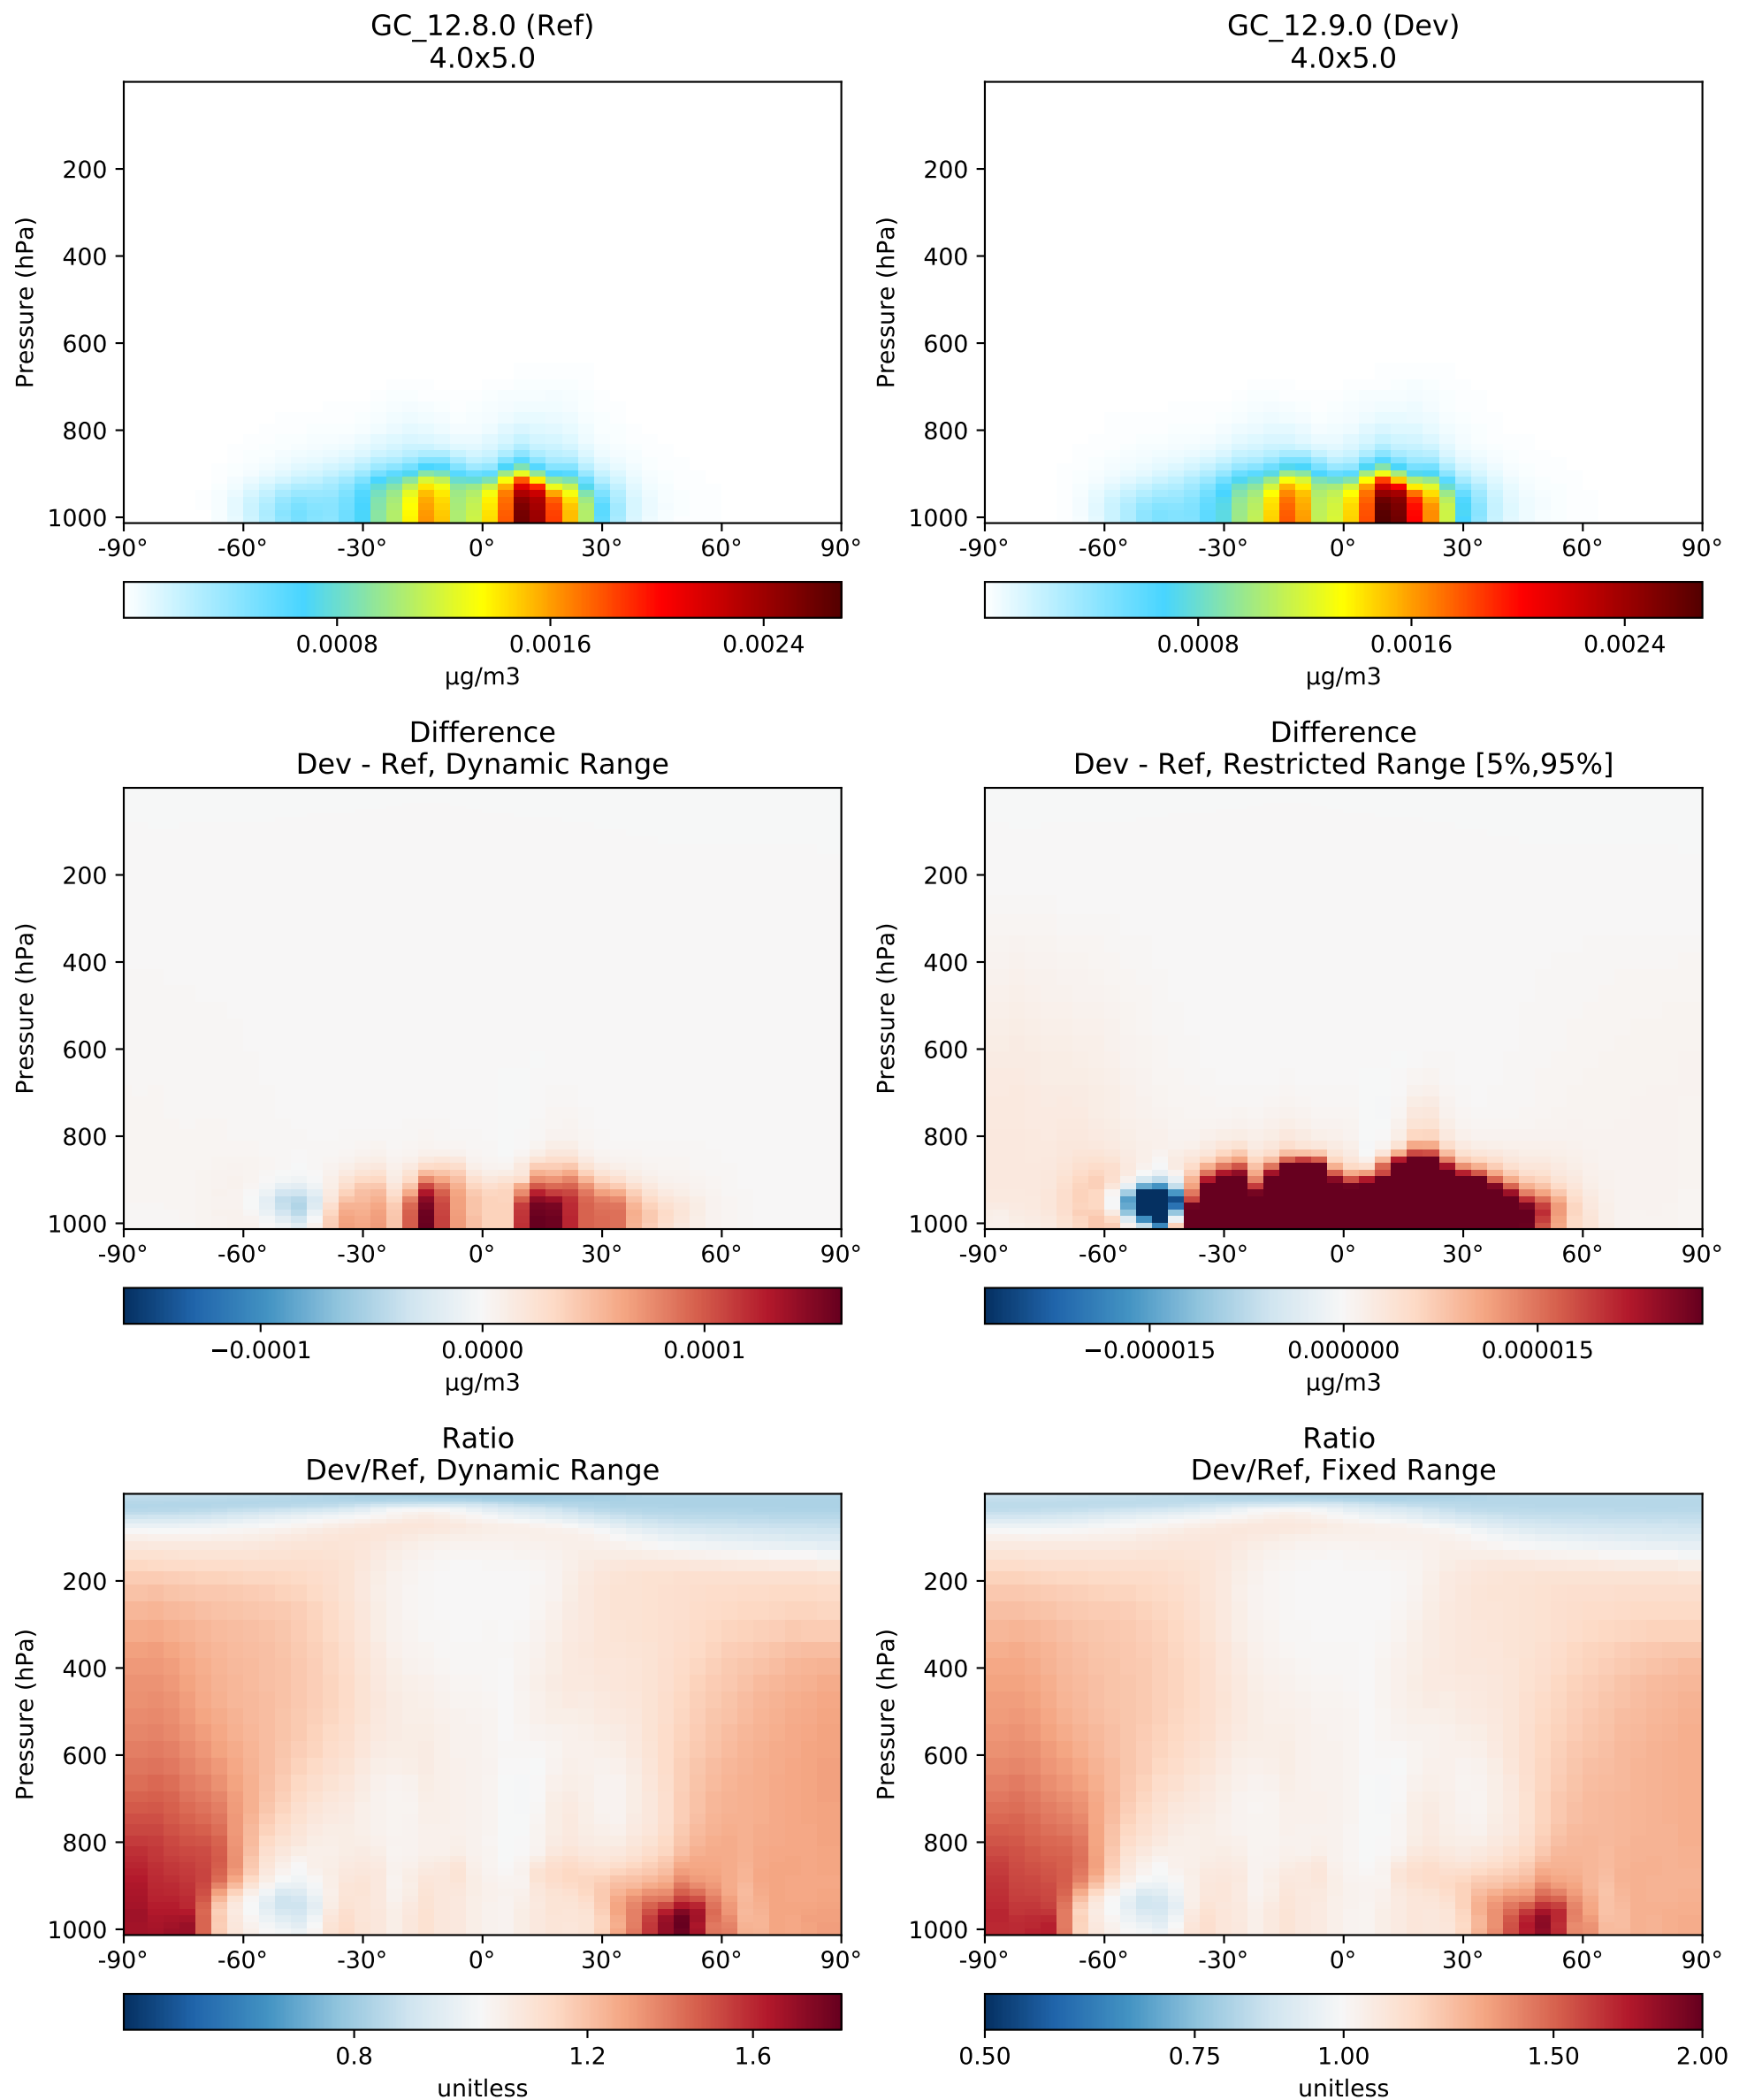 GC_12.8.0 (Ref)
4.0x5.0
Pressure (hPa)
200
400
600
800
1000
-90° -60° -30° 0° 30° 60° 90°
0.0008 0.0016 0.0024
µg/m3
GC_12.9.0 (Dev)
4.0x5.0
Pressure (hPa)
200
400
600
800
1000
-90° -60° -30° 0° 30° 60° 90°
0.0008 0.0016 0.0024
µg/m3
Difference
Dev - Ref, Dynamic Range
Pressure (hPa)
200
400
600
800
1000
-90° -60° -30° 0° 30° 60° 90°
−0.0001 0.0000 0.0001
µg/m3
Difference
Dev - Ref, Restricted Range [5%,95%]
Pressure (hPa)
200
400
600
800
1000
-90° -60° -30° 0° 30° 60° 90°
−0.000015 0.000000 0.000015
µg/m3
Ratio
Dev/Ref, Dynamic Range
Pressure (hPa)
200
400
600
800
1000
-90° -60° -30° 0° 30° 60° 90°
0.8 1.2 1.6
unitless
Ratio
Dev/Ref, Fixed Range
Pressure (hPa)
200
400
600
800
1000
-90° -60° -30° 0° 30° 60° 90°
0.50 0.75 1.00 1.50 2.00
unitless